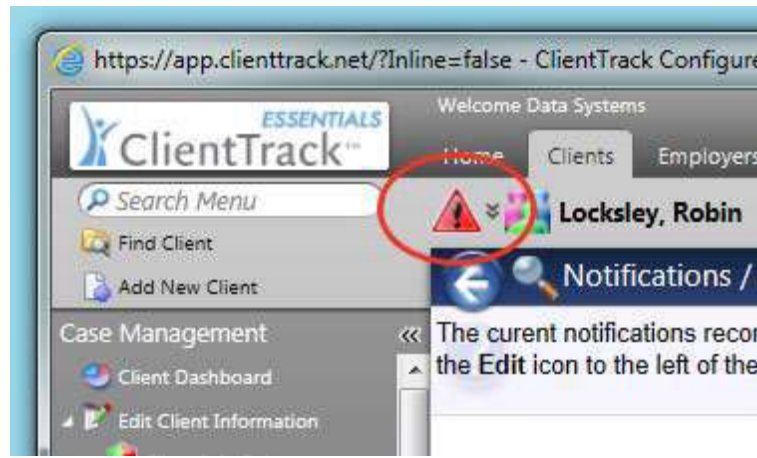 https://app.clienttrack.net/?Inline=false - ClientTrack Configure
ESSENTIALS
ClientTrack™
Welcome Data Systems
Home Clients Employers
Search Menu
Locksley, Robin
Find Client
Add New Client
Notifications /
Case Management
The curent notifications recor
the Edit icon to the left of the
Client Dashboard
Edit Client Information